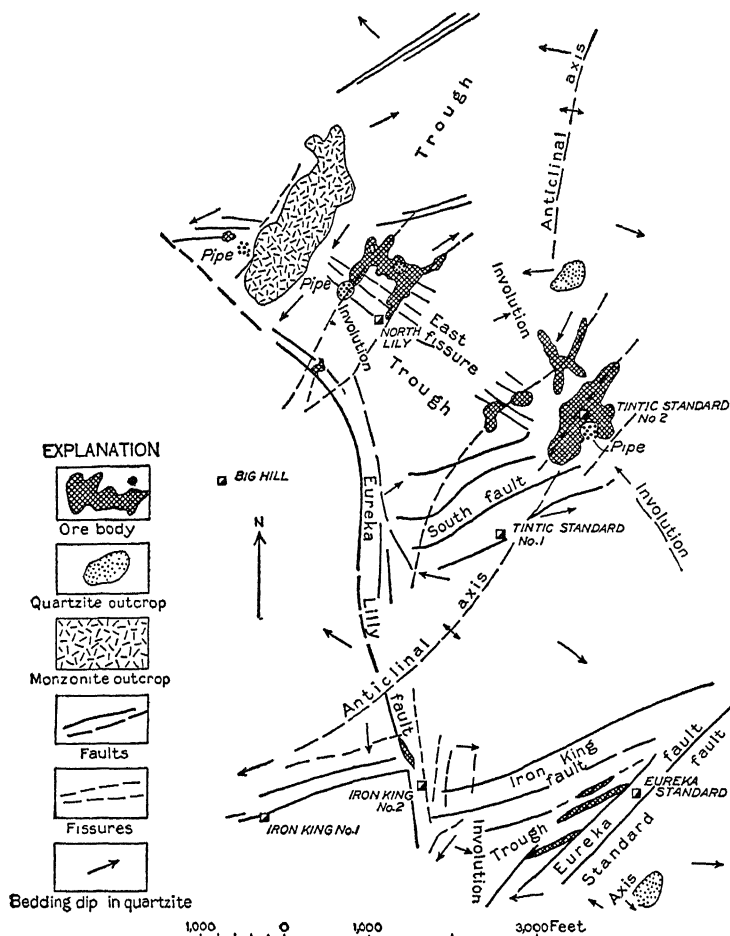 Trough
Anticlinal axis
Pipe
Pipe
Involution
NORTH
LILY
East
fissure
Trough
Involution
TINTIC STANDARD
No 2
Pipe
Involution
EXPLANATION
Ore body
Quartzite outcrop
Monzonite outcrop
Faults
Fissures
Bedding dip in quartzite
BIG HILL
N
South fault
TINTIC STANDARD
No.1
Eureka Lilly fault
Anticlinal axis
Iron King
fault
IRON KING
No.2
IRON KING No.1
Involution
Trough
Eureka fault
Standard fault
EUREKA
STANDARD
Axis
1,000 0 1,000 3,000 Feet